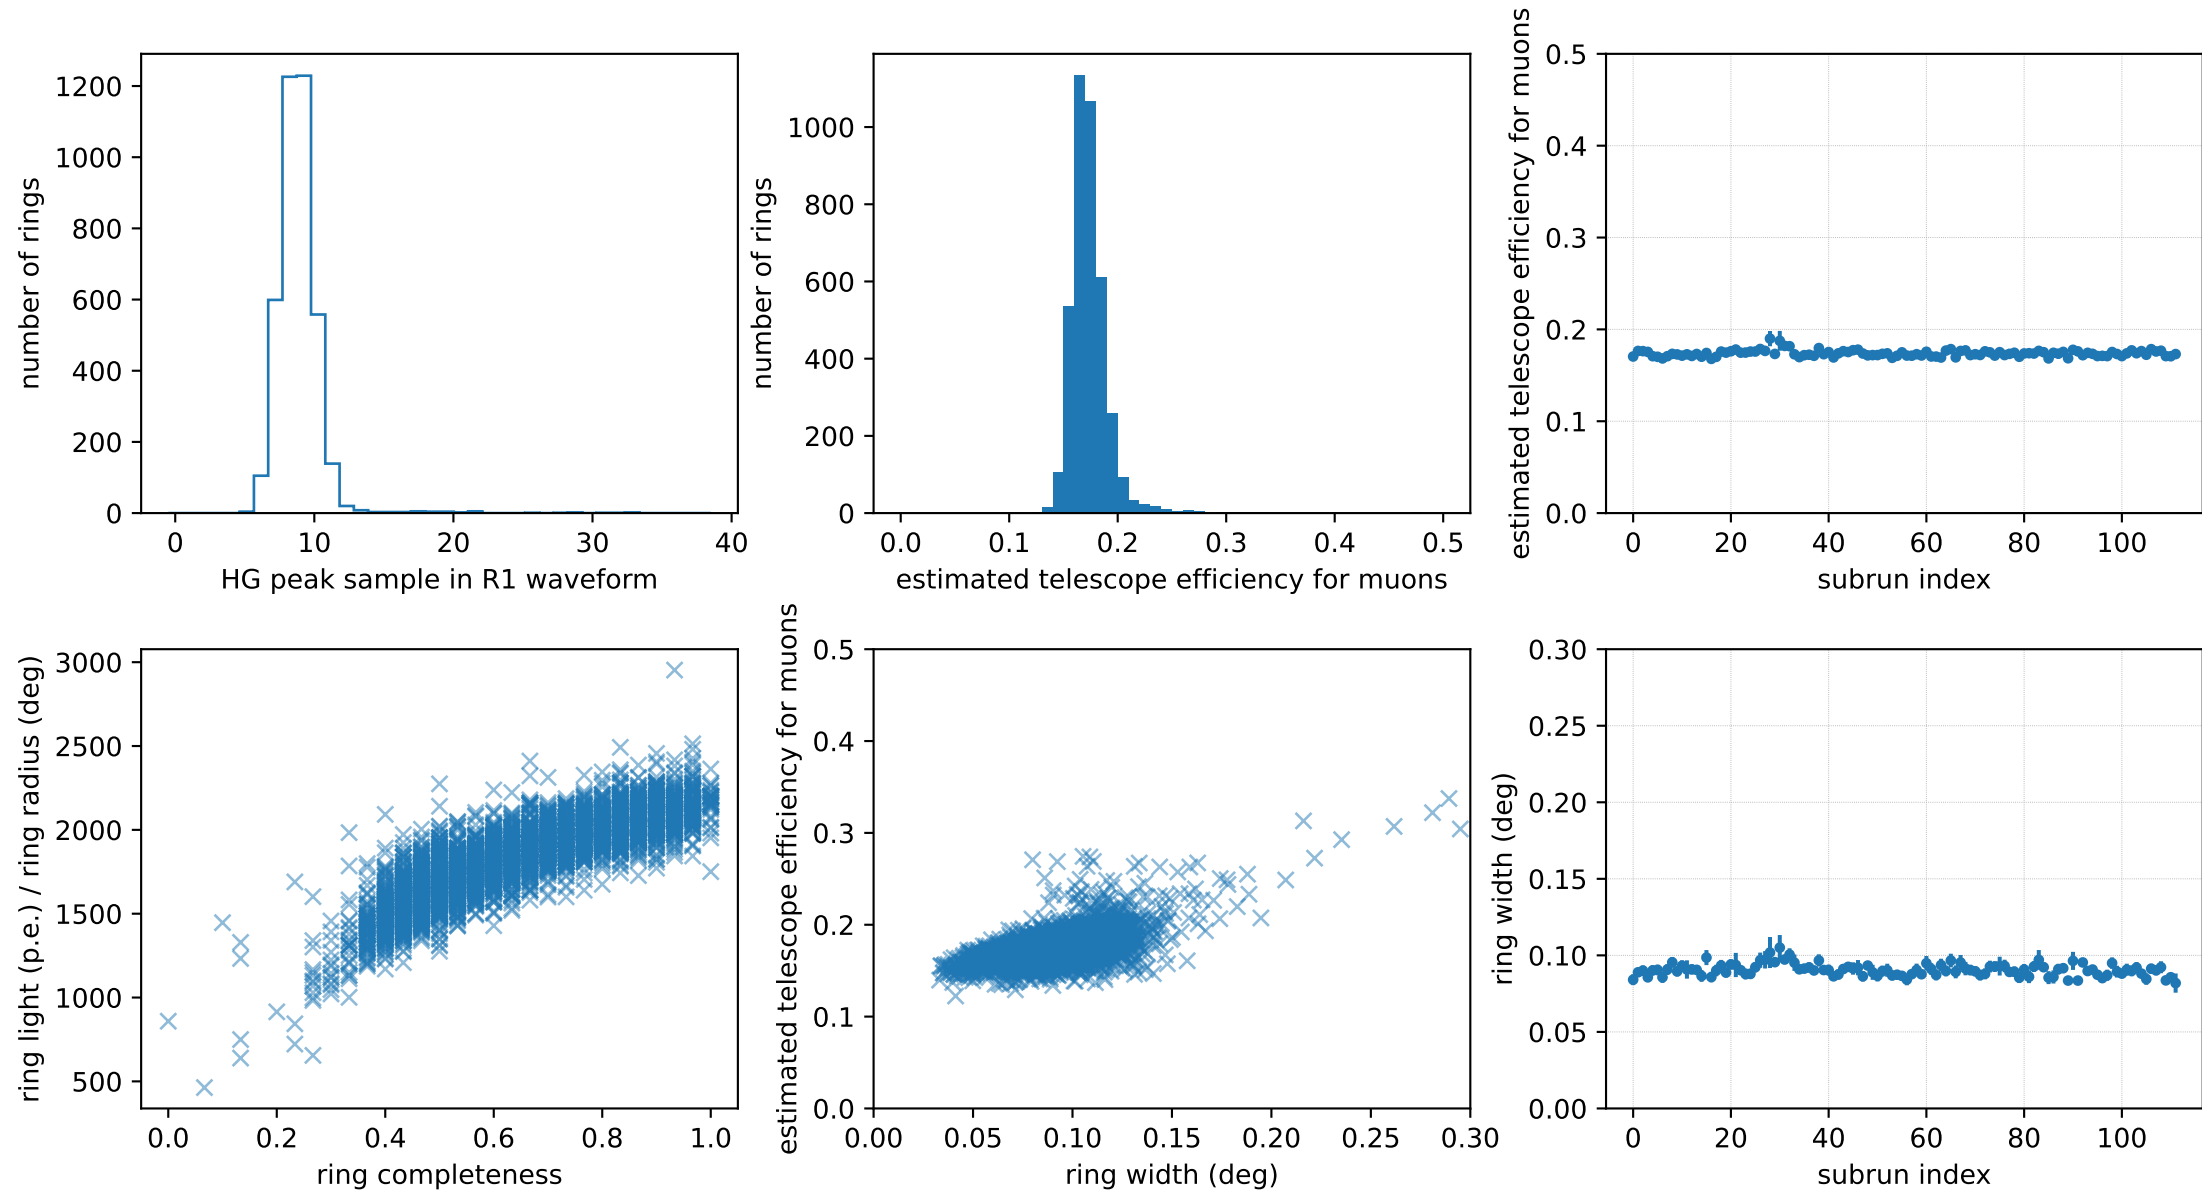 number of rings
1200
1000
800
600
400
200
0
0 10 20 30 40
HG peak sample in R1 waveform
number of rings
1000
800
600
400
200
0
0.0 0.1 0.2 0.3 0.4 0.5
estimated telescope efficiency for muons
estimated telescope efficiency for muons
0.5
0.4
0.3
0.2
0.1
0.0
0 20 40 60 80 100
subrun index
ring light (p.e.) / ring radius (deg)
3000
2500
2000
1500
1000
500
0.0 0.2 0.4 0.6 0.8 1.0
ring completeness
estimated telescope efficiency for muons
0.5
0.4
0.3
0.2
0.1
0.0
0.00 0.05 0.10 0.15 0.20 0.25 0.30
ring width (deg)
ring width (deg)
0.30
0.25
0.20
0.15
0.10
0.05
0.00
0 20 40 60 80 100
subrun index